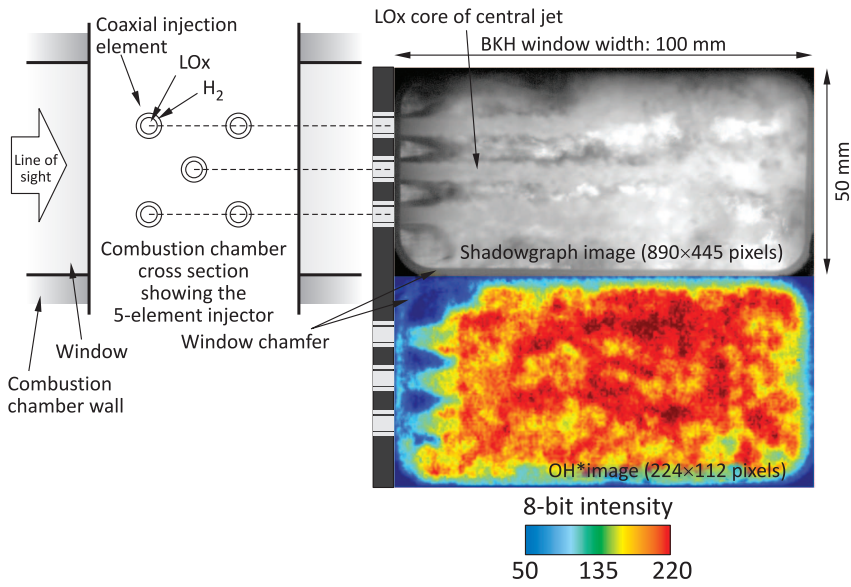 Coaxial injection
element
LOx
H2
Line of
sight
Combustion chamber
cross section
showing the
5-element injector
Window
Combustion
chamber wall
Window chamfer
LOx core of central jet
BKH window width: 100 mm
50 mm
Shadowgraph image (890×445 pixels)
OH*image (224×112 pixels)
8-bit intensity
50 135 220